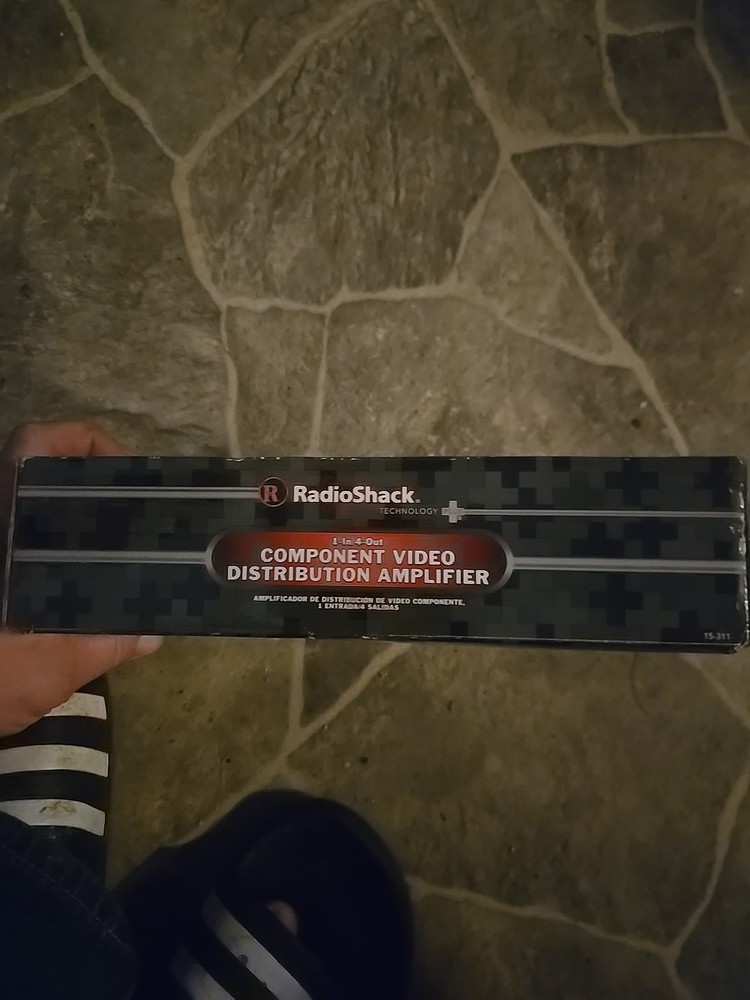 R RadioShack.
TECHNOLOGY
1-In/4-Out
COMPONENT VIDEO
DISTRIBUTION AMPLIFIER
AMPLIFICADOR DE DISTRIBUCIÓN DE VIDEO COMPONENTE,
1 ENTRADA/4 SALIDAS
15-311